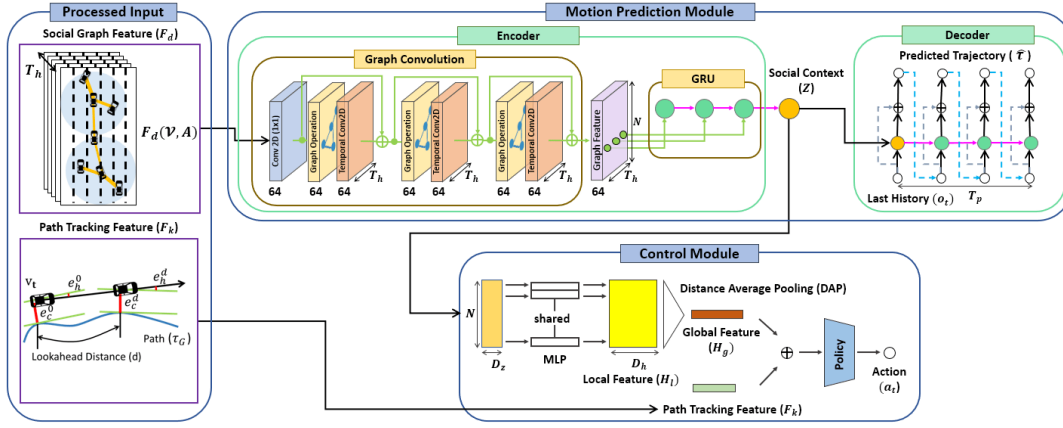 Processed Input
Social Graph Feature (F_d)
T_h
F_d(𝒱, A)
Path Tracking Feature (F_k)
v_t
e_h^0
e_c^0
e_h^d
e_c^d
Path (τ_G)
Lookahead Distance (d)
Motion Prediction Module
Encoder
Graph Convolution
Conv 2D (1x1)
Graph Operation
Temporal Conv2D
Graph Operation
Temporal Conv2D
Graph Operation
Temporal Conv2D
Graph Feature
T_h
T_h
T_h
T_h
N
64
64
64
64
64
64
64
64
GRU
Social Context
(Z)
Decoder
Predicted Trajectory ( τ̂ )
Last History (o_t)
T_p
Control Module
N
D_z
shared
MLP
D_h
Local Feature (H_l)
Distance Average Pooling (DAP)
Global Feature
(H_g)
Path Tracking Feature (F_k)
Policy
Action
(a_t)